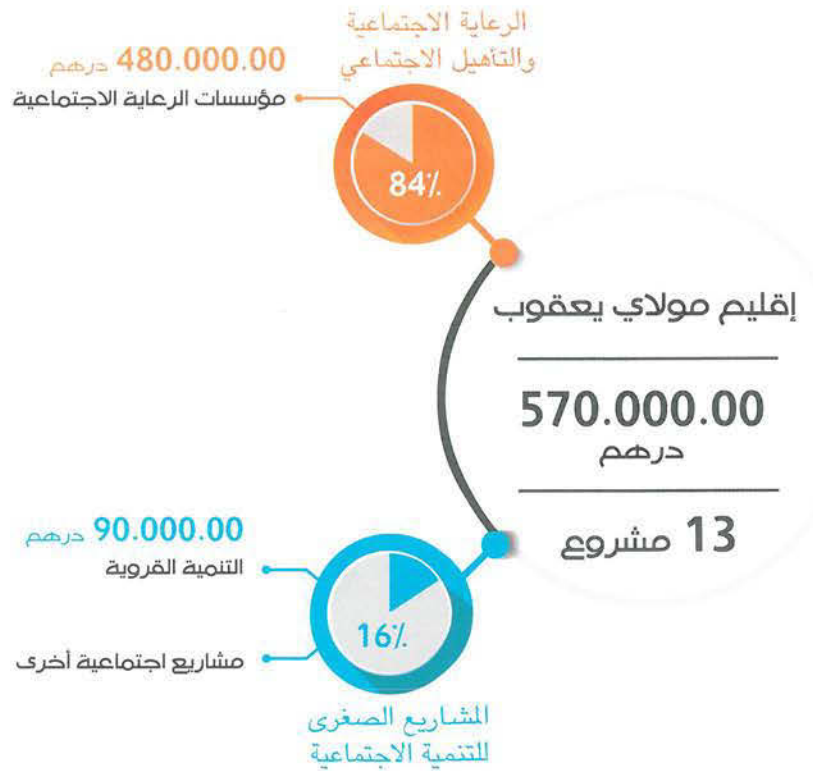 الرعاية الاجتماعية
والتأهيل الاجتماعي
480.000.00 درهم
مؤسسات الرعاية الاجتماعية
84%
إقليم مولاي يعقوب
570.000.00
درهم
13 مشروع
90.000.00 درهم
التنمية القروية
16%
مشاريع اجتماعية أخرى
المشاريع الصغرى
للتنمية الاجتماعية